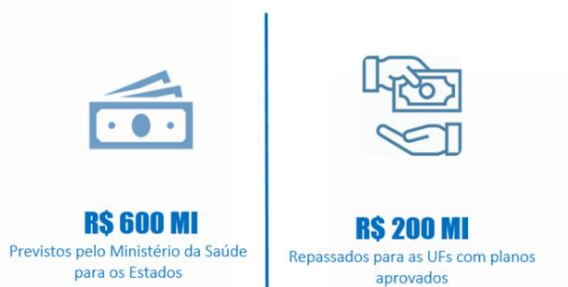 R$ 600 MI
Previstos pelo Ministério da Saúde
para os Estados
R$ 200 MI
Repassados para as UFs com planos
aprovados